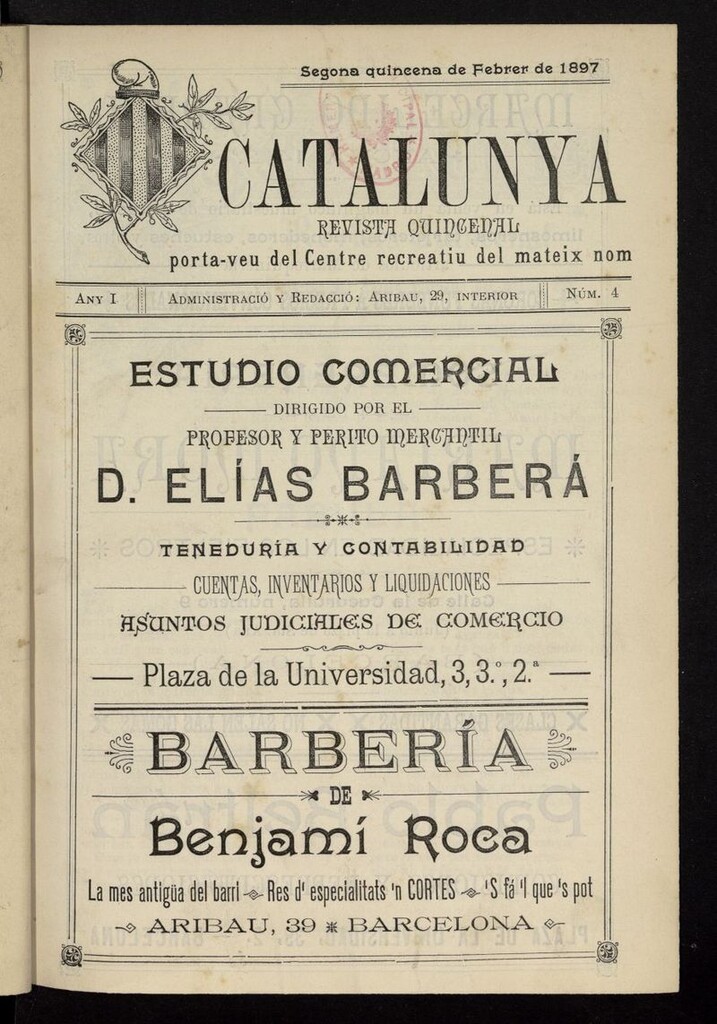 Segona quincena de Febrer de 1897
CATALUNYA
REVISTA QUINCENAL
porta-veu del Centre recreatiu del mateix nom
ANY I
ADMINISTRACIÓ Y REDACCIÓ: ARIBAU, 29, INTERIOR
NÚM. 4
ESTUDIO COMERCIAL
DIRIGIDO POR EL
PROFESOR Y PERITO MERCANTIL
D. ELÍAS BARBERÁ
TENEDURÍA Y CONTABILIDAD
CUENTAS, INVENTARIOS Y LIQUIDACIONES
ASUNTOS JUDICIALES DE COMERCIO
Plaza de la Universidad, 3, 3.º, 2.ª
BARBERÍA
DE
Benjamí Roca
La mes antigüa del barri Res d' especialitats 'n CORTES 'S fá 'l que 's pot
ARIBAU, 39 BARCELONA